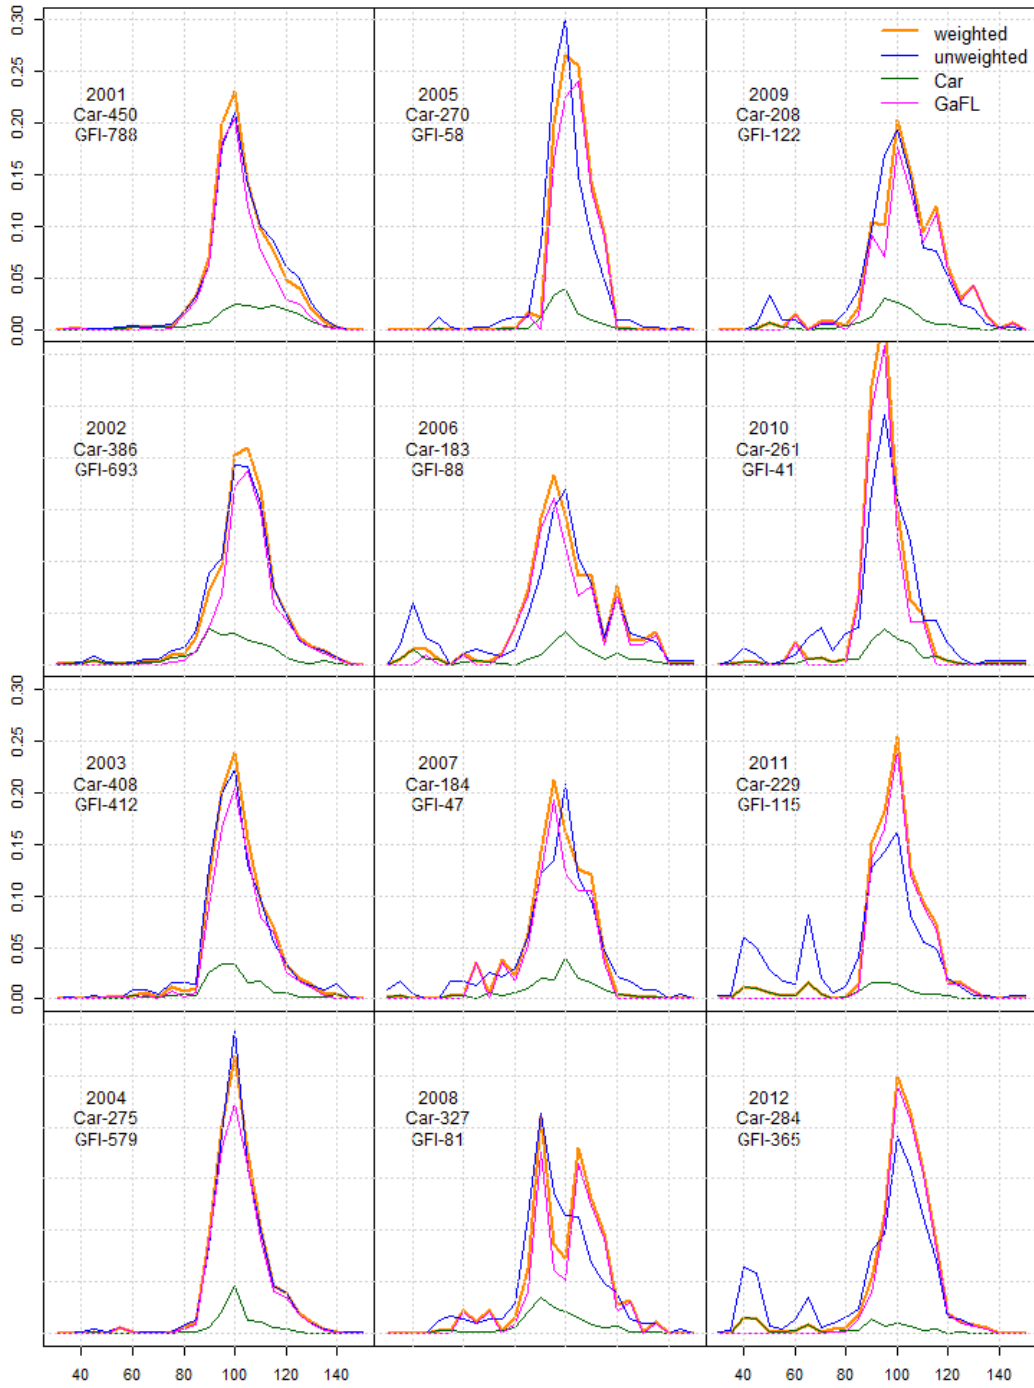 0.30
0.25
0.20
0.15
0.10
0.05
0.00
2001
Car-450
GFI-788
2005
Car-270
GFI-58
2009
Car-208
GFI-122
weighted
unweighted
Car
GaFL
2002
Car-386
GFI-693
2006
Car-183
GFI-88
2010
Car-261
GFI-41
0.30
0.25
0.20
0.15
0.10
0.05
0.00
2003
Car-408
GFI-412
2007
Car-184
GFI-47
2011
Car-229
GFI-115
2004
Car-275
GFI-579
2008
Car-327
GFI-81
2012
Car-284
GFI-365
40 60 80 100 120 140
40 60 80 100 120 140